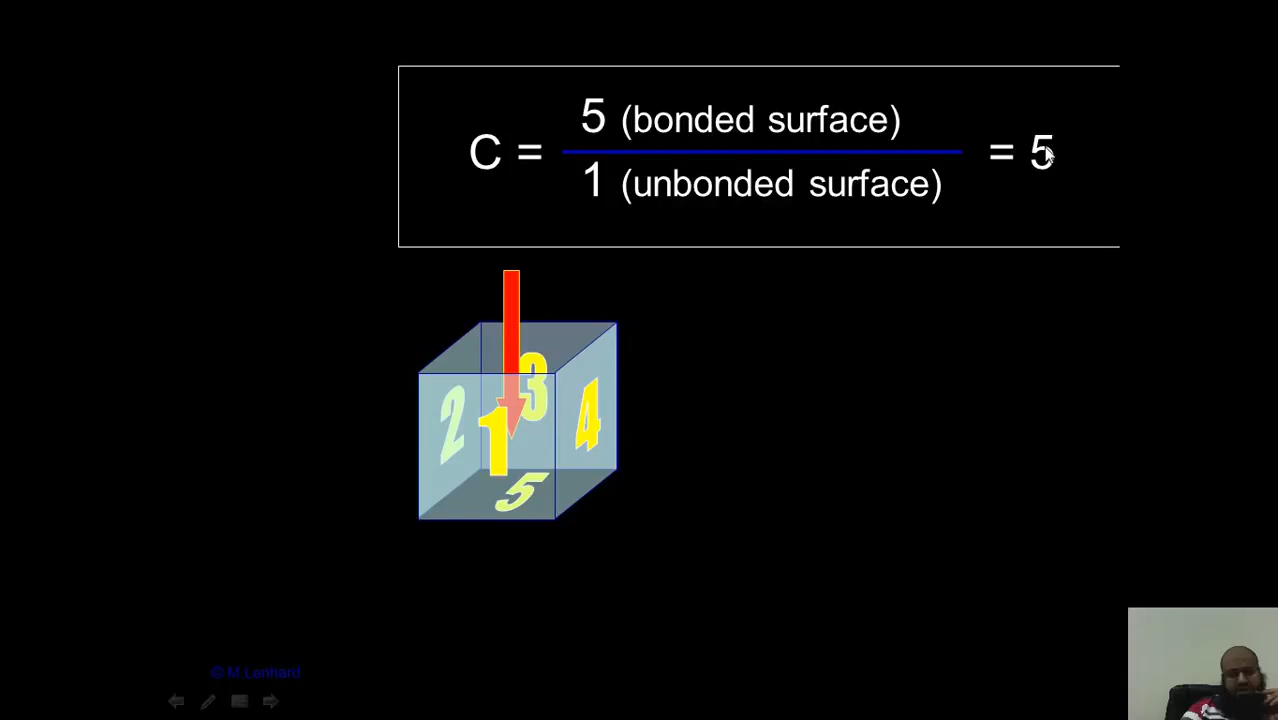 5 (bonded surface)
C = = 5
1 (unbonded surface)
3
2
4
1
5
© M.Lenhard